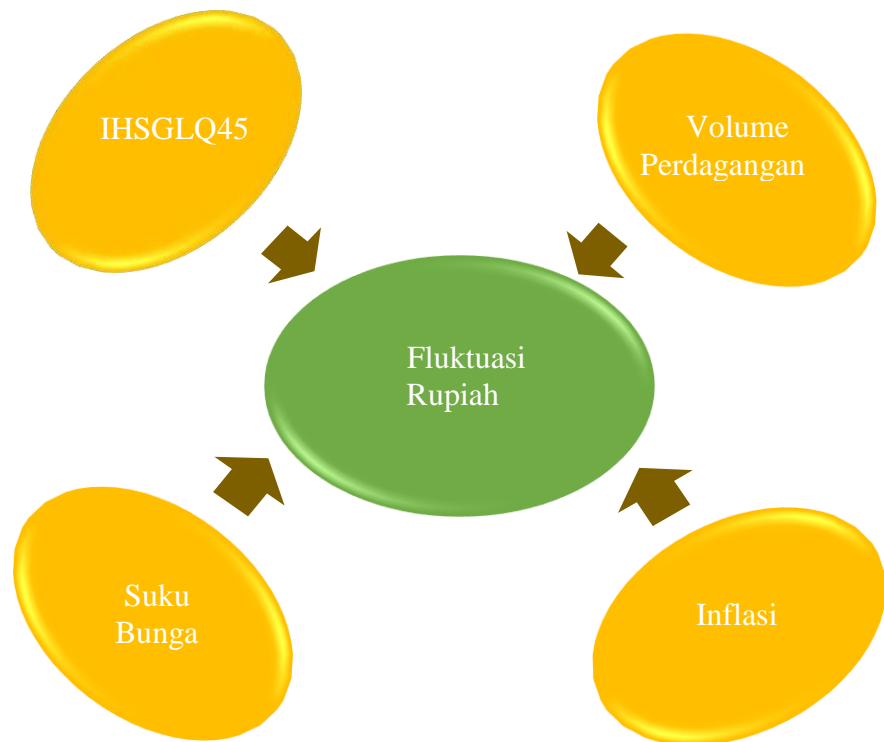 IHSGLQ45
Volume
Perdagangan
Fluktuasi
Rupiah
Suku
Bunga
Inflasi